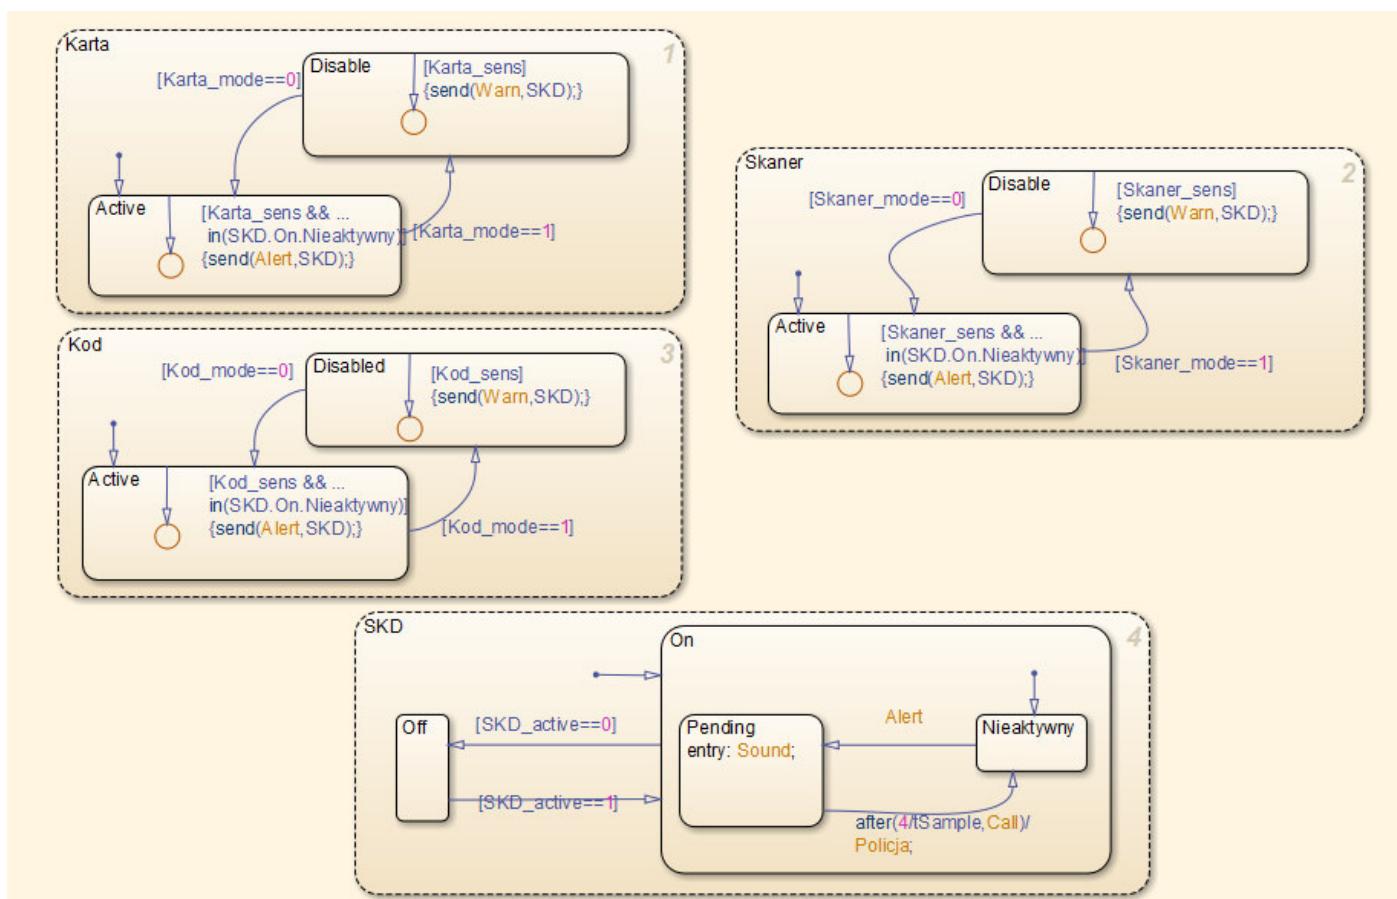 Karta
1
Disable
[Karta_sens]
{send(Warn,SKD);}
[Karta_mode==0]
Active
[Karta_sens && ...
in(SKD.On.Nieaktywny)]
{send(Alert,SKD);}
[Karta_mode==1]
Skaner
2
Disable
[Skaner_sens]
{send(Warn,SKD);}
[Skaner_mode==0]
Active
[Skaner_sens && ...
in(SKD.On.Nieaktywny)]
{send(Alert,SKD);}
[Skaner_mode==1]
Kod
3
Disabled
[Kod_sens]
{send(Warn,SKD);}
[Kod_mode==0]
Active
[Kod_sens && ...
in(SKD.On.Nieaktywny)]
{send(Alert,SKD);}
[Kod_mode==1]
SKD
4
On
Off
[SKD_active==0]
[SKD_active==1]
Pending
entry: Sound;
Alert
Nieaktywny
after(4/tSample,Call)/
Policja;